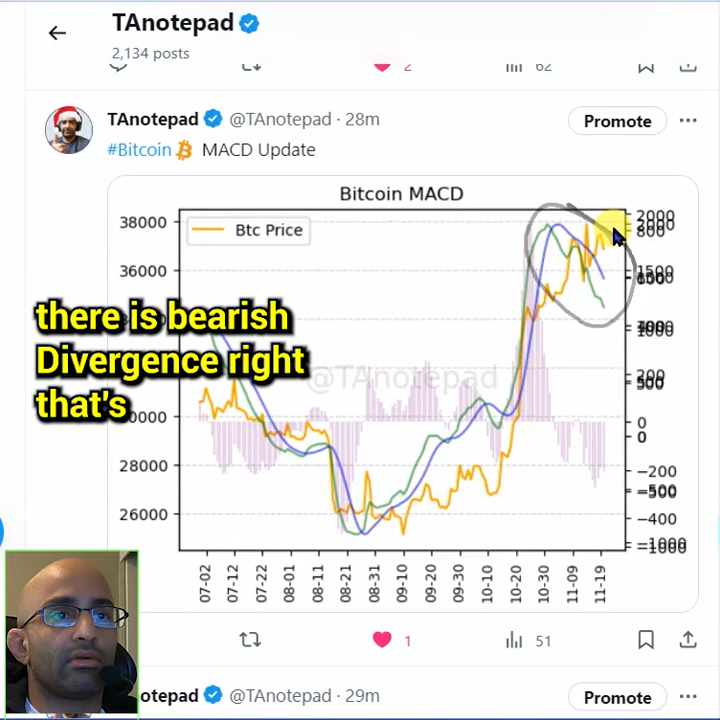 TAnotepad
2,134 posts
2
62
TAnotepad @TAnotepad · 28m
Promote
#Bitcoin MACD Update
Bitcoin MACD
Btc Price
38000
36000
28000
26000
2000
1500
1000
500
0
0
−200
−500
−400
−1000
@TAnotepad
there is bearish
Divergence right
that's
07-02
07-12
07-22
08-01
08-11
08-21
08-31
09-10
09-20
09-30
10-10
10-20
10-30
11-09
11-19
1
51
otepad @TAnotepad · 29m
Promote